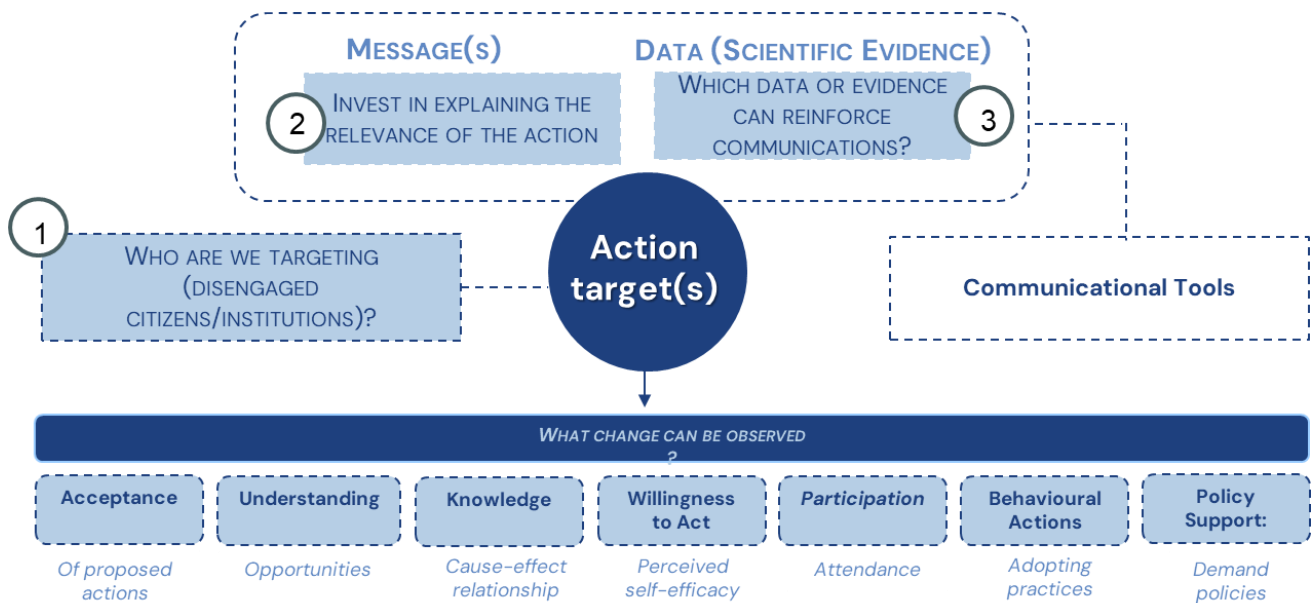 MESSAGE(S)
DATA (SCIENTIFIC EVIDENCE)
2
INVEST IN EXPLAINING THE
RELEVANCE OF THE ACTION
WHICH DATA OR EVIDENCE
CAN REINFORCE
COMMUNICATIONS?
3
1
WHO ARE WE TARGETING
(DISENGAGED
CITIZENS/INSTITUTIONS)?
Action
target(s)
Communicational Tools
WHAT CHANGE CAN BE OBSERVED
?
Acceptance
Of proposed
actions
Understanding
Opportunities
Knowledge
Cause-effect
relationship
Willingness
to Act
Perceived
self-efficacy
Participation
Attendance
Behavioural
Actions
Adopting
practices
Policy
Support:
Demand
policies